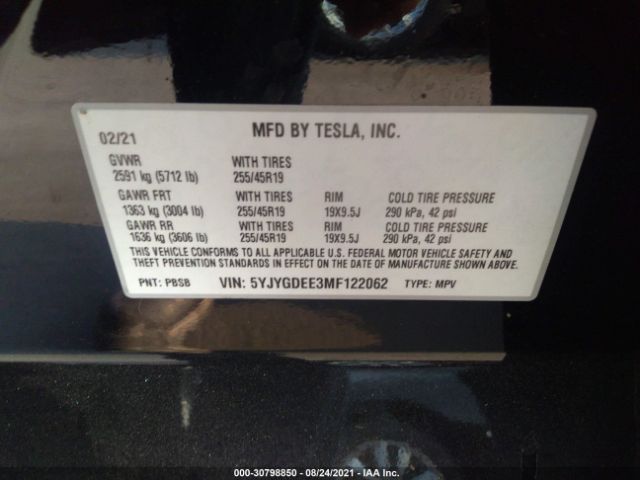 02/21 MFD BY TESLA, INC.
GVWR WITH TIRES
2591 kg (5712 lb) 255/45R19
GAWR FRT WITH TIRES RIM COLD TIRE PRESSURE
1363 kg (3004 lb) 255/45R19 19X9.5J 290 kPa, 42 psi
GAWR RR WITH TIRES RIM COLD TIRE PRESSURE
1636 kg (3606 lb) 255/45R19 19X9.5J 290 kPa, 42 psi
THIS VEHICLE CONFORMS TO ALL APPLICABLE U.S. FEDERAL MOTOR VEHICLE SAFETY AND
THEFT PREVENTION STANDARDS IN EFFECT ON THE DATE OF MANUFACTURE SHOWN ABOVE.
PNT: PBSB VIN: 5YJYGDEE3MF122062 TYPE: MPV
000-30798850 - 08/24/2021 - IAA Inc.